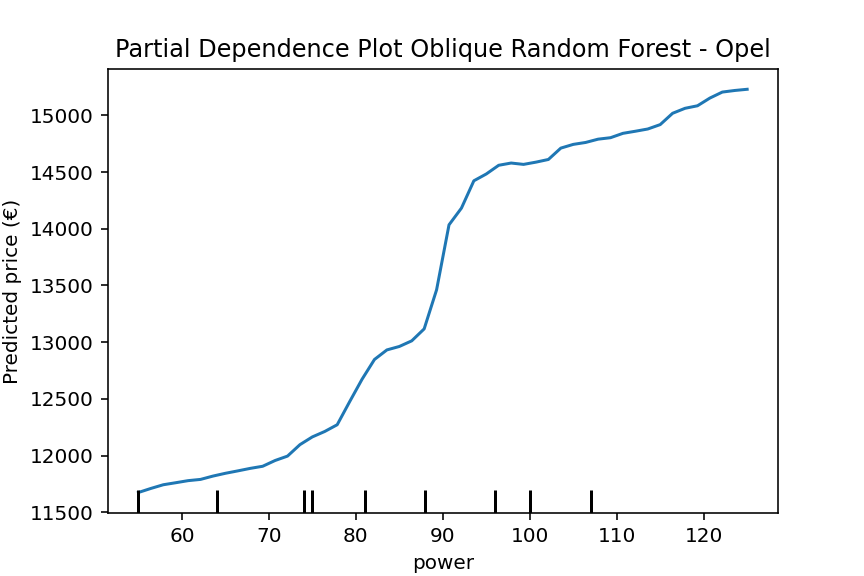 Partial Dependence Plot Oblique Random Forest - Opel
Predicted price (€)
15000
14500
14000
13500
13000
12500
12000
11500
60 70 80 90 100 110 120
power